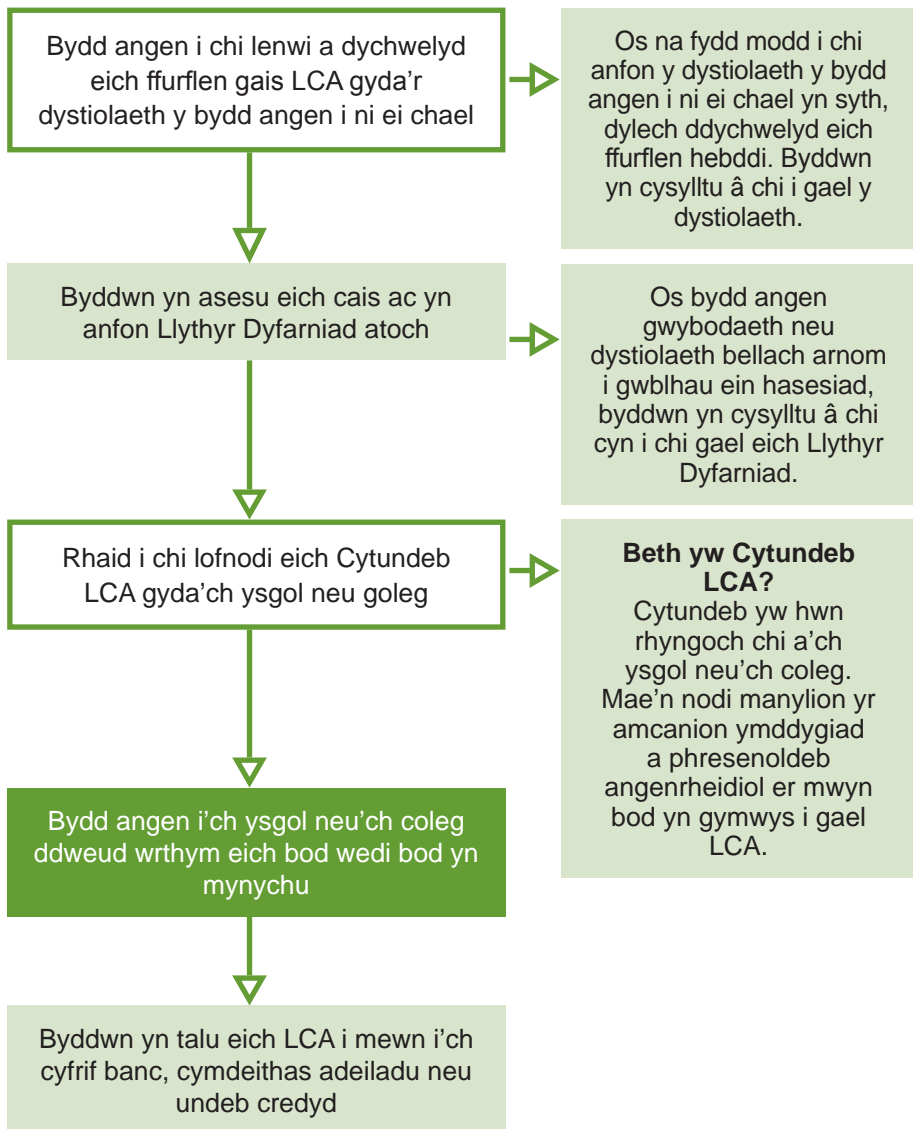 Bydd angen i chi lenwi a dychwelyd
eich ffurflen gais LCA gyda'r
dystiolaeth y bydd angen i ni ei chael
Os na fydd modd i chi
anfon y dystiolaeth y bydd
angen i ni ei chael yn syth,
dylech ddychwelyd eich
ffurflen hebddi. Byddwn
yn cysylltu â chi i gael y
dystiolaeth.
Byddwn yn asesu eich cais ac yn
anfon Llythyr Dyfarniad atoch
Os bydd angen
gwybodaeth neu
dystiolaeth bellach arnom
i gwblhau ein hasesiad,
byddwn yn cysylltu â chi
cyn i chi gael eich Llythyr
Dyfarniad.
Rhaid i chi lofnodi eich Cytundeb
LCA gyda'ch ysgol neu goleg
Beth yw Cytundeb
LCA?
Cytundeb yw hwn
rhyngoch chi a'ch
ysgol neu'ch coleg.
Mae'n nodi manylion yr
amcanion ymddygiad
a phresenoldeb
angenrheidiol er mwyn
bod yn gymwys i gael
LCA.
Bydd angen i'ch ysgol neu'ch coleg
ddweud wrthym eich bod wedi bod yn
mynychu
Byddwn yn talu eich LCA i mewn i'ch
cyfrif banc, cymdeithas adeiladu neu
undeb credyd